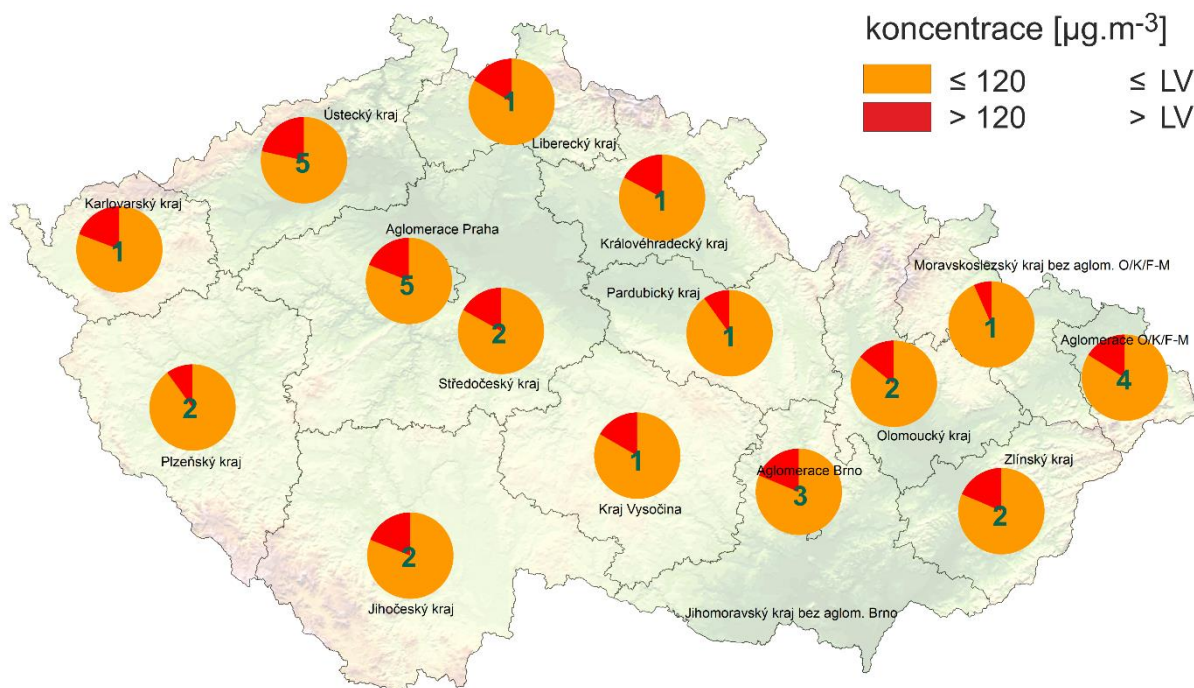 koncentrace [µg.m-3]
≤ 120 ≤ LV
> 120 > LV
1
Liberecký kraj
Ústecký kraj
5
Karlovarský kraj
1
1
Královéhradecký kraj
Aglomerace Praha
5
2
Středočeský kraj
Pardubický kraj
1
Moravskoslezský kraj bez aglom. O/K/F-M
1
Aglomerace O/K/F-M
4
2
Olomoucký kraj
2
Plzeňský kraj
1
Kraj Vysočina
Aglomerace Brno
3
Zlínský kraj
2
2
Jihočeský kraj
Jihomoravský kraj bez aglom. Brno